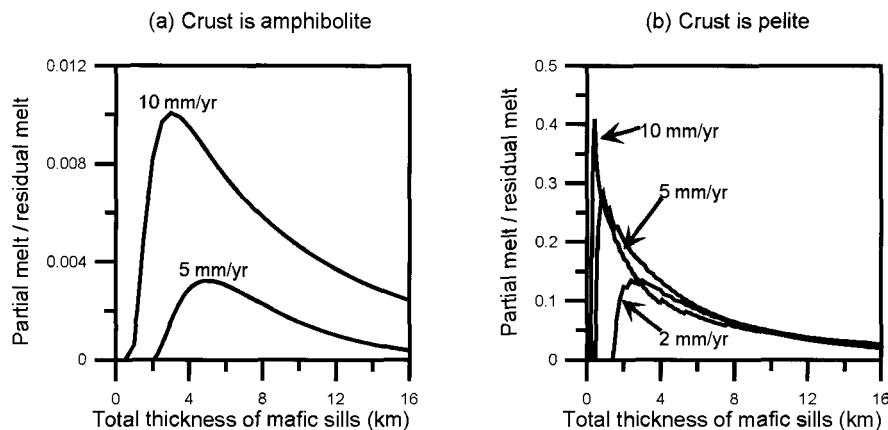 (a) Crust is amphibolite
Partial melt / residual melt
0.012
0.008
0.004
0
10 mm/yr
5 mm/yr
0 4 8 12 16
Total thickness of mafic sills (km)
(b) Crust is pelite
Partial melt / residual melt
0.5
0.4
0.3
0.2
0.1
0
10 mm/yr
5 mm/yr
2 mm/yr
0 4 8 12 16
Total thickness of mafic sills (km)